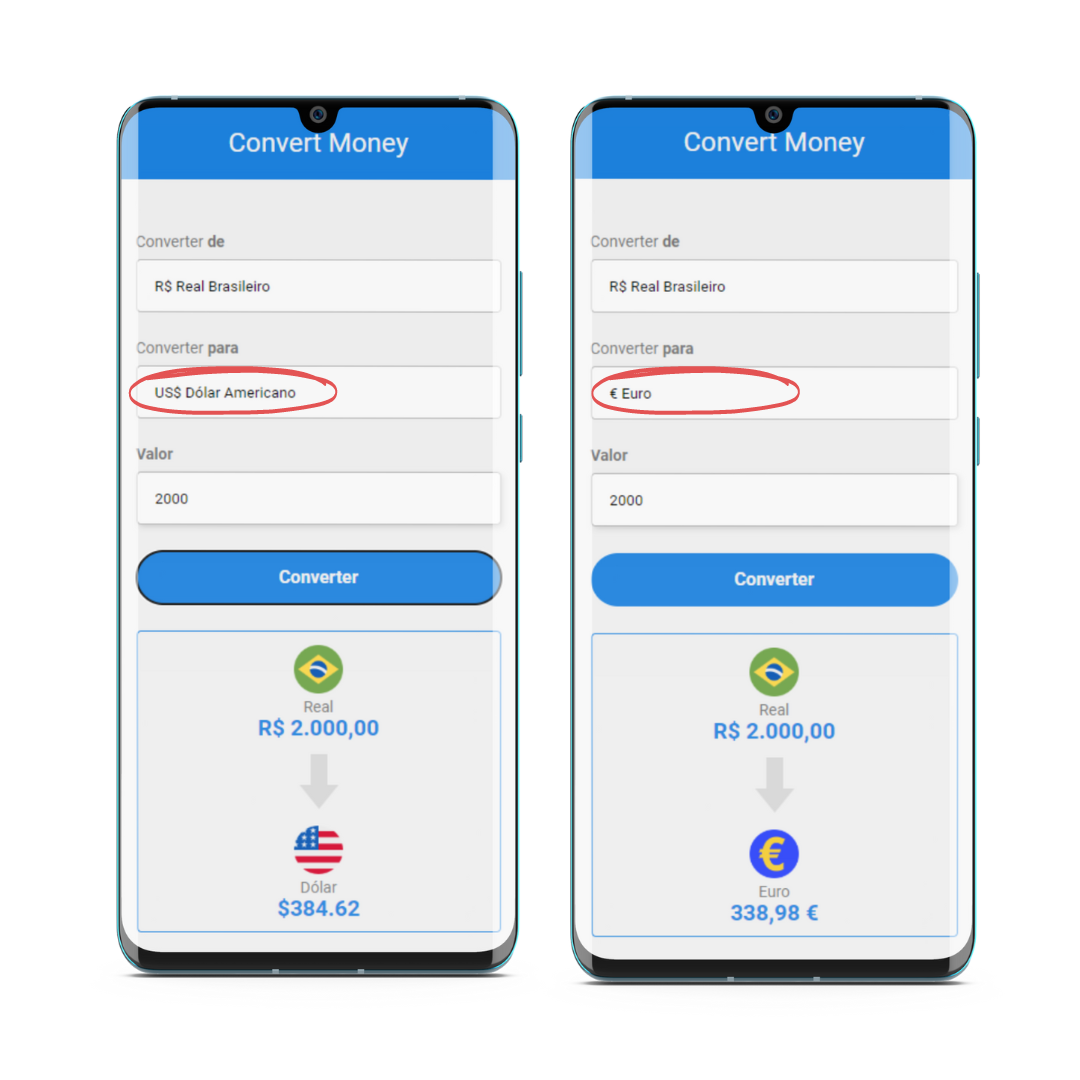 Convert Money
Converter de
R$ Real Brasileiro
Converter para
US$ Dólar Americano
Valor
2000
Converter
Real
R$ 2.000,00
Dólar
$384.62
Convert Money
Converter de
R$ Real Brasileiro
Converter para
€ Euro
Valor
2000
Converter
Real
R$ 2.000,00
€
Euro
338,98 €